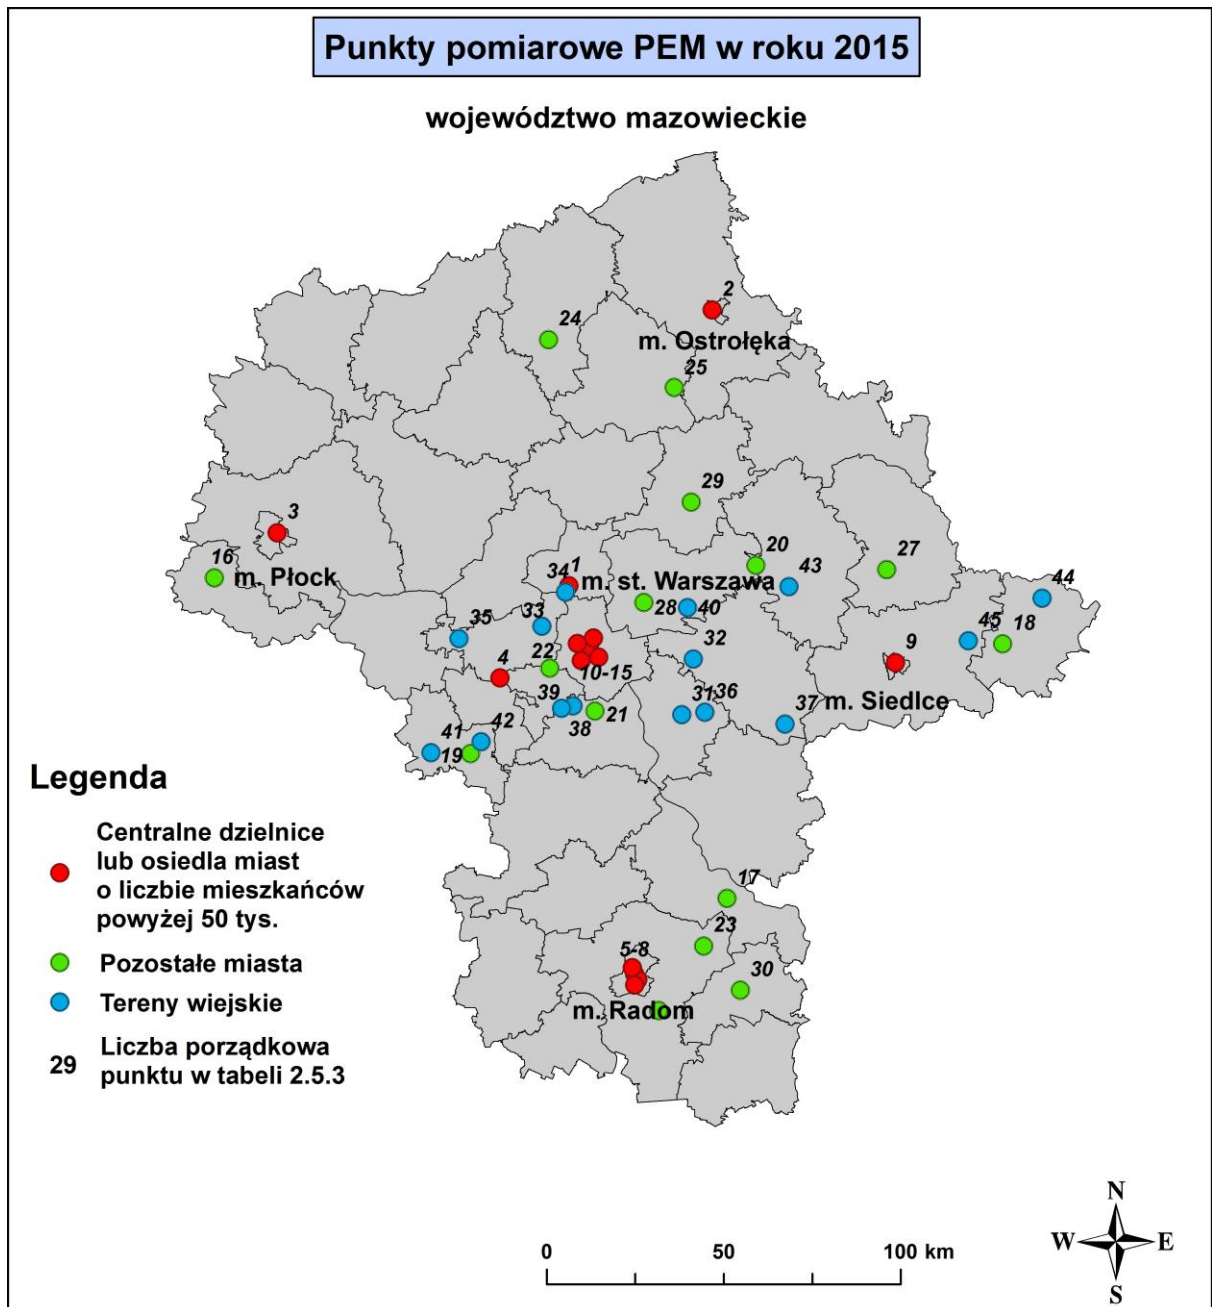 Punkty pomiarowe PEM w roku 2015
województwo mazowieckie
2
24
m. Ostrołęka
25
29
3
20
27
16
m. Płock
34
1
m. st. Warszawa
43
44
28
40
33
35
45
18
32
9
22
4
10-15
39
31
36
37
m. Siedlce
21
38
42
41
19
17
23
5-8
30
m. Radom
Legenda
Centralne dzielnice
lub osiedla miast
o liczbie mieszkańców
powyżej 50 tys.
Pozostałe miasta
Tereny wiejskie
29
Liczba porządkowa
punktu w tabeli 2.5.3
0
50
100 km
N
W
E
S